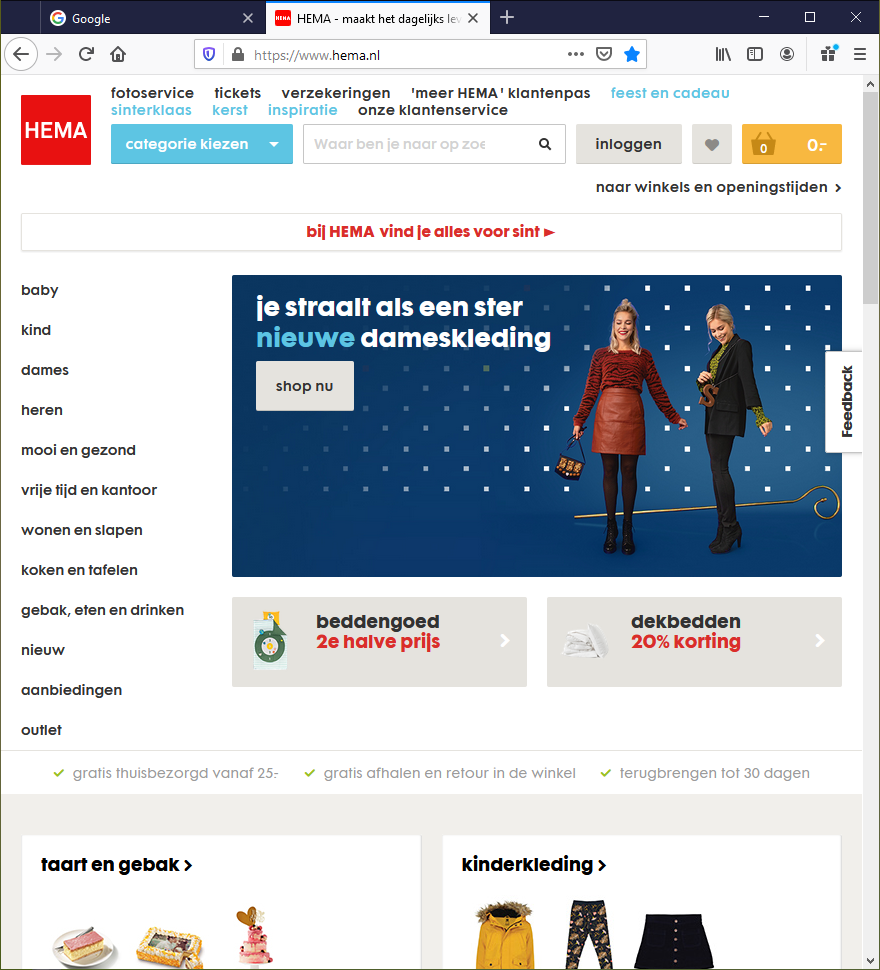 Google
HEMA - maakt het dagelijks lev
https://www.hema.nl
HEMA
fotoservice tickets verzekeringen 'meer HEMA' klantenpas feest en cadeau
sinterklaas kerst inspiratie onze klantenservice
categorie kiezen
Waar ben je naar op zoe
inloggen
0
0.-
naar winkels en openingstijden
bij HEMA vind je alles voor sint ►
baby
kind
dames
heren
mooi en gezond
vrije tijd en kantoor
wonen en slapen
koken en tafelen
gebak, eten en drinken
nieuw
aanbiedingen
outlet
je straalt als een ster
nieuwe dameskleding
shop nu
S
Feedback
beddengoed
2e halve prijs
dekbedden
20% korting
gratis thuisbezorgd vanaf 25.-
gratis afhalen en retour in de winkel
terugbrengen tot 30 dagen
taart en gebak
kinderkleding